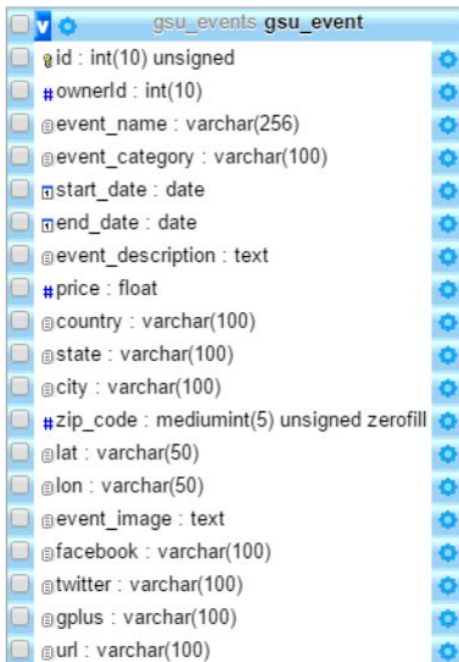 v gsu_events gsu_event
id : int(10) unsigned
# ownerId : int(10)
event_name : varchar(256)
event_category : varchar(100)
start_date : date
end_date : date
event_description : text
# price : float
country : varchar(100)
state : varchar(100)
city : varchar(100)
# zip_code : mediumint(5) unsigned zerofill
lat : varchar(50)
lon : varchar(50)
event_image : text
facebook : varchar(100)
twitter : varchar(100)
gplus : varchar(100)
url : varchar(100)